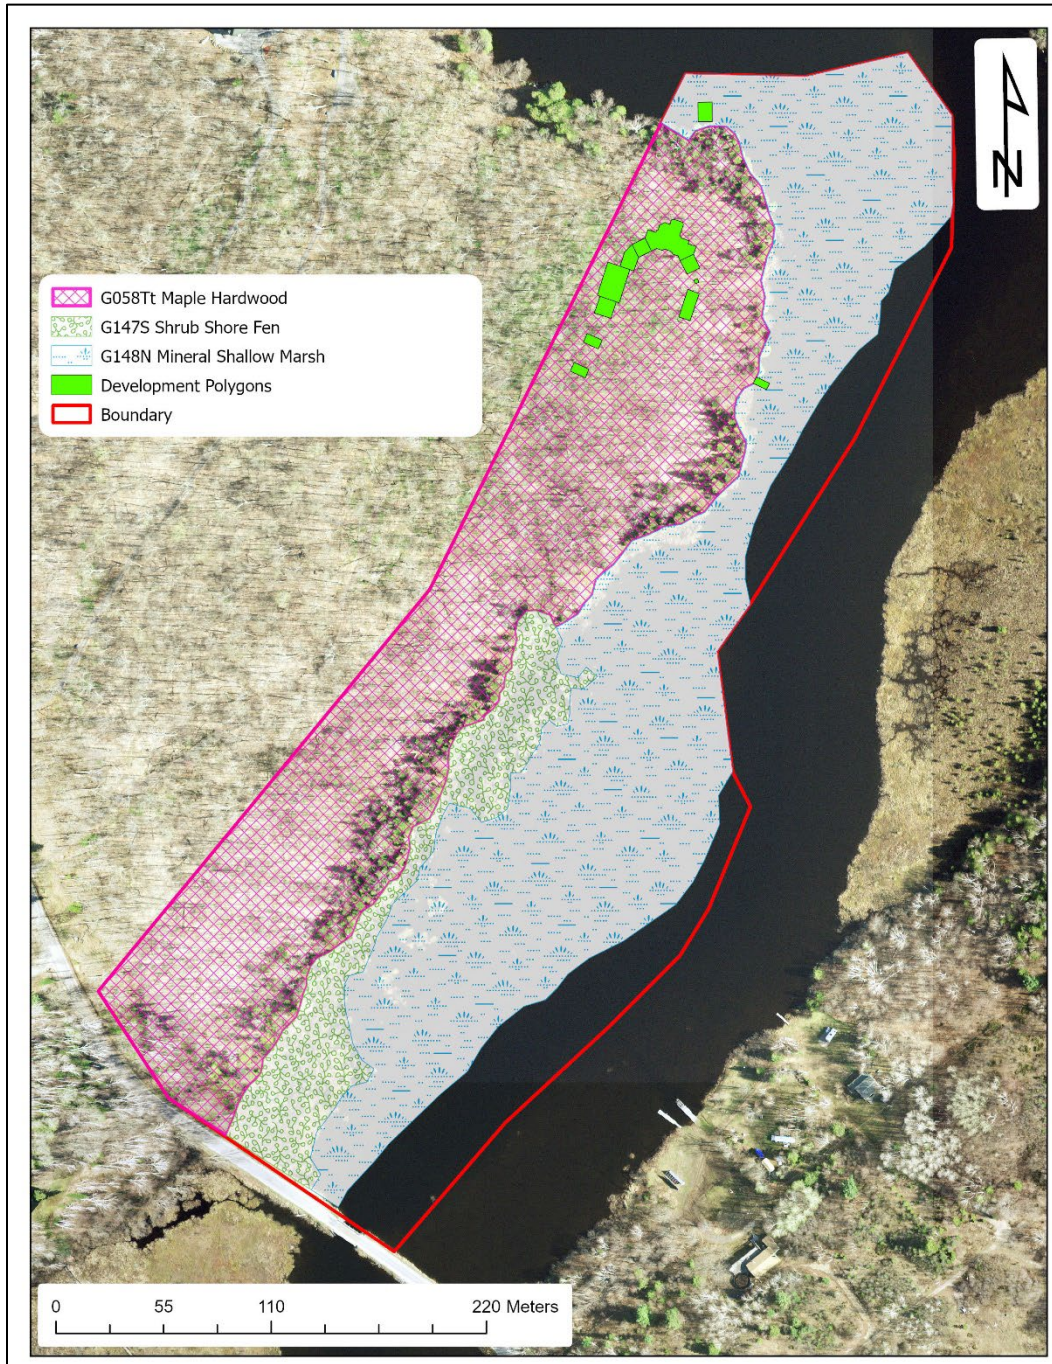 N
G058Tt Maple Hardwood
G147S Shrub Shore Fen
G148N Mineral Shallow Marsh
Development Polygons
Boundary
0 55 110 220 Meters